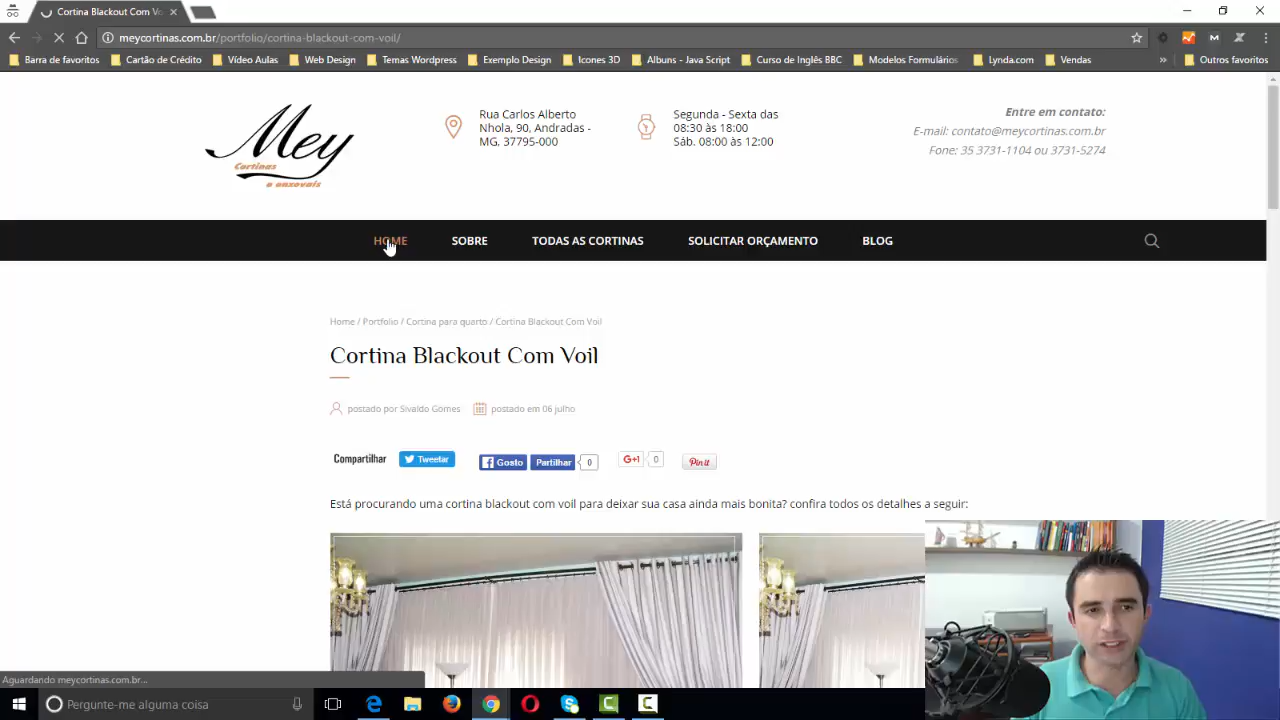 Cortina Blackout Com Vo
meycortinas.com.br/portfolio/cortina-blackout-com-voil/
Barra de favoritos
Cartão de Crédito
Vídeo Aulas
Web Design
Temas Wordpress
Exemplo Design
Icones 3D
Albuns - Java Script
Curso de Inglês BBC
Modelos Formulários
Lynda.com
Vendas
»
Outros favoritos
Mey
Cortinas
e enxovais
Rua Carlos Alberto
Nhola, 90, Andradas -
MG, 37795-000
Segunda - Sexta das
08:30 às 18:00
Sáb. 08:00 às 12:00
Entre em contato:
E-mail: contato@meycortinas.com.br
Fone: 35 3731-1104 ou 3731-5274
HOME
SOBRE
TODAS AS CORTINAS
SOLICITAR ORÇAMENTO
BLOG
Home / Portfolio / Cortina para quarto / Cortina Blackout Com Voil
Cortina Blackout Com Voil
postado por Sivaldo Gomes
postado em 06 julho
Compartilhar
Tweetar
Gosto
Partilhar
0
G+1
0
Pin it
Está procurando uma cortina blackout com voil para deixar sua casa ainda mais bonita? confira todos os detalhes a seguir:
Aguardando meycortinas.com.br...
Pergunte-me alguma coisa